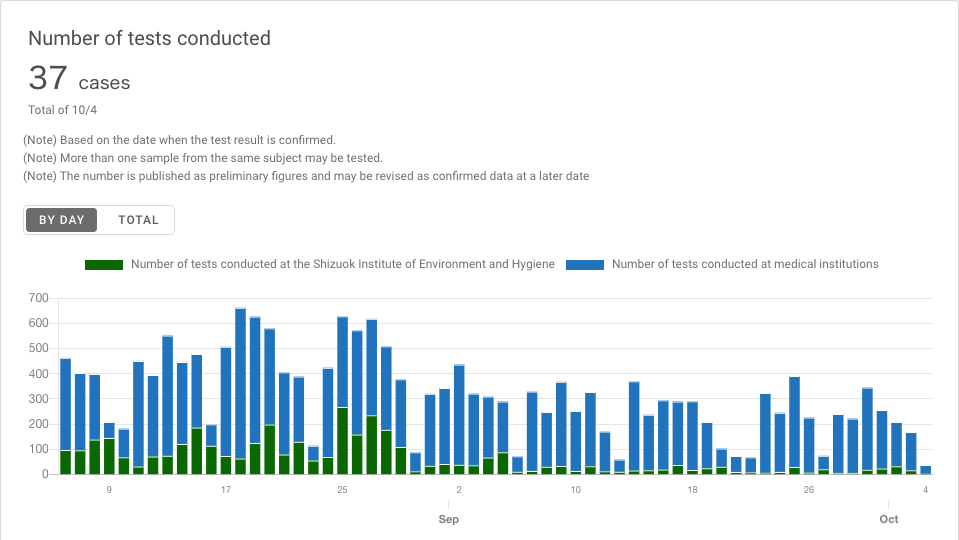 Number of tests conducted
37 cases
Total of 10/4
(Note) Based on the date when the test result is confirmed.
(Note) More than one sample from the same subject may be tested.
(Note) The number is published as preliminary figures and may be revised as confirmed data at a later date
BY DAY TOTAL
Number of tests conducted at the Shizuok Institute of Environment and Hygiene Number of tests conducted at medical institutions
700
600
500
400
300
200
100
0
9 17 25 2 10 18 26 4
Sep Oct